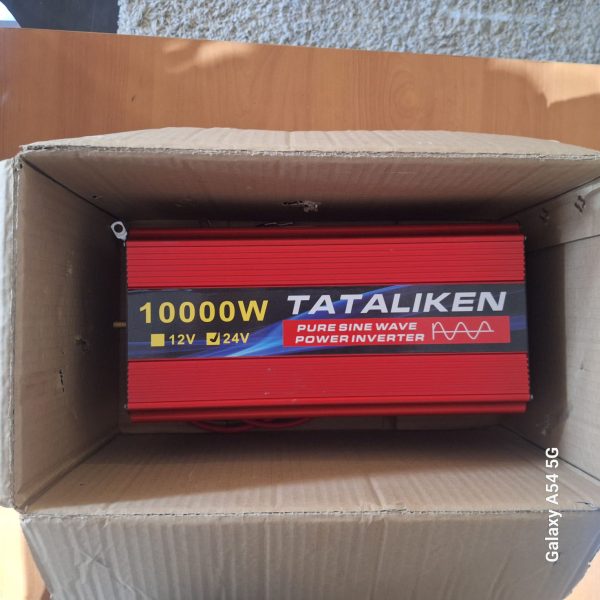 10000W
12V 24V
TATALIKEN
PURE SINE WAVE
POWER INVERTER
Galaxy A54 5G